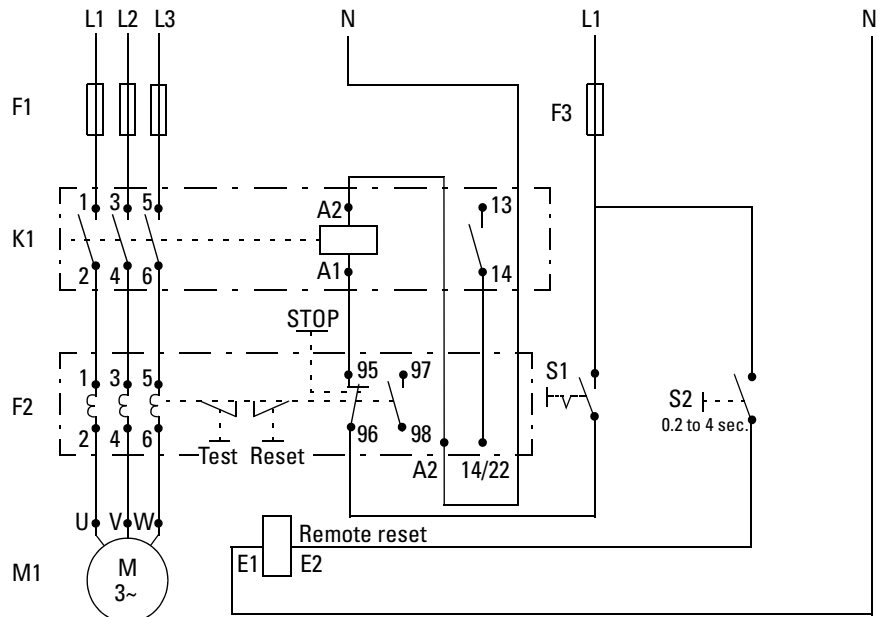 L1 L2 L3 N L1 N
F1 F3
1 3 5 A2 13
K1
2 4 6 A1 14
STOP
1 3 5 95 97 S1
F2 S2
0.2 to 4 sec.
2 4 6 96 98
Test Reset A2 14/22
U V W
Remote reset
E1 E2
M1 M
3~